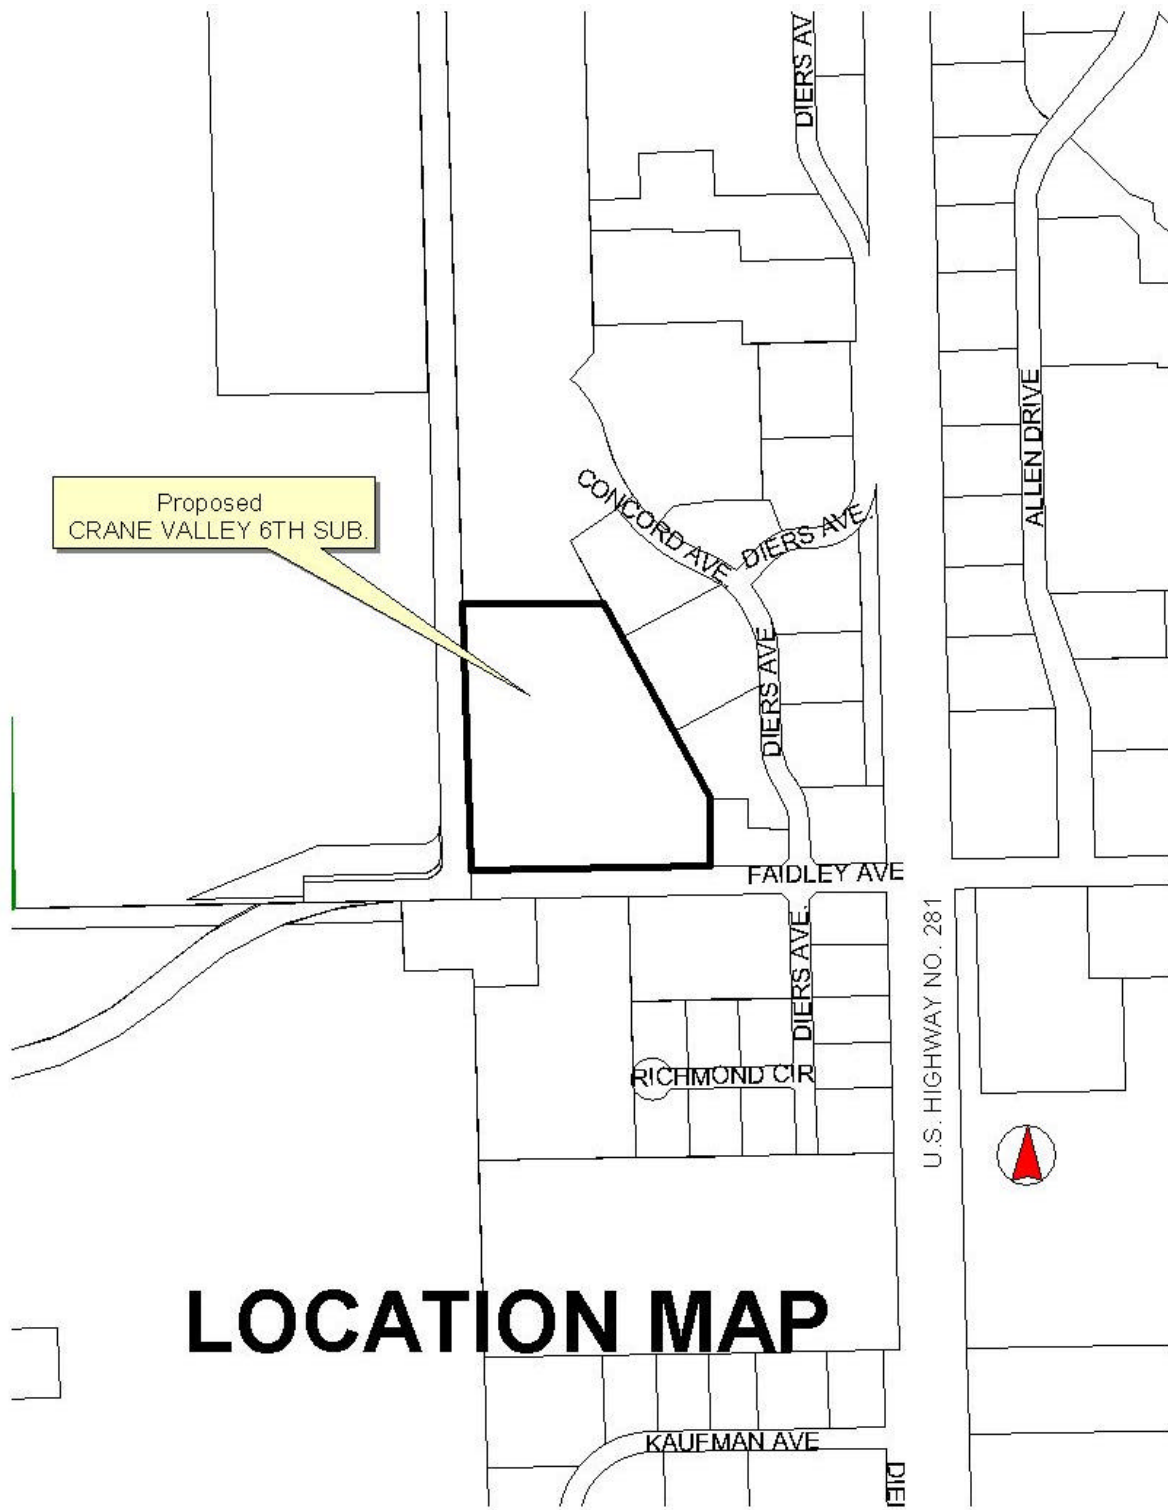 DIERS AV
Proposed
CRANE VALLEY 6TH SUB.
ALLEN DRIVE
CONCORD AVE
DIERS AVE.
DIERS AVE
FAIDLEY AVE
DIERS AVE.
U.S. HIGHWAY NO. 281
RICHMOND CIR
LOCATION MAP
KAUFMAN AVE
DIE